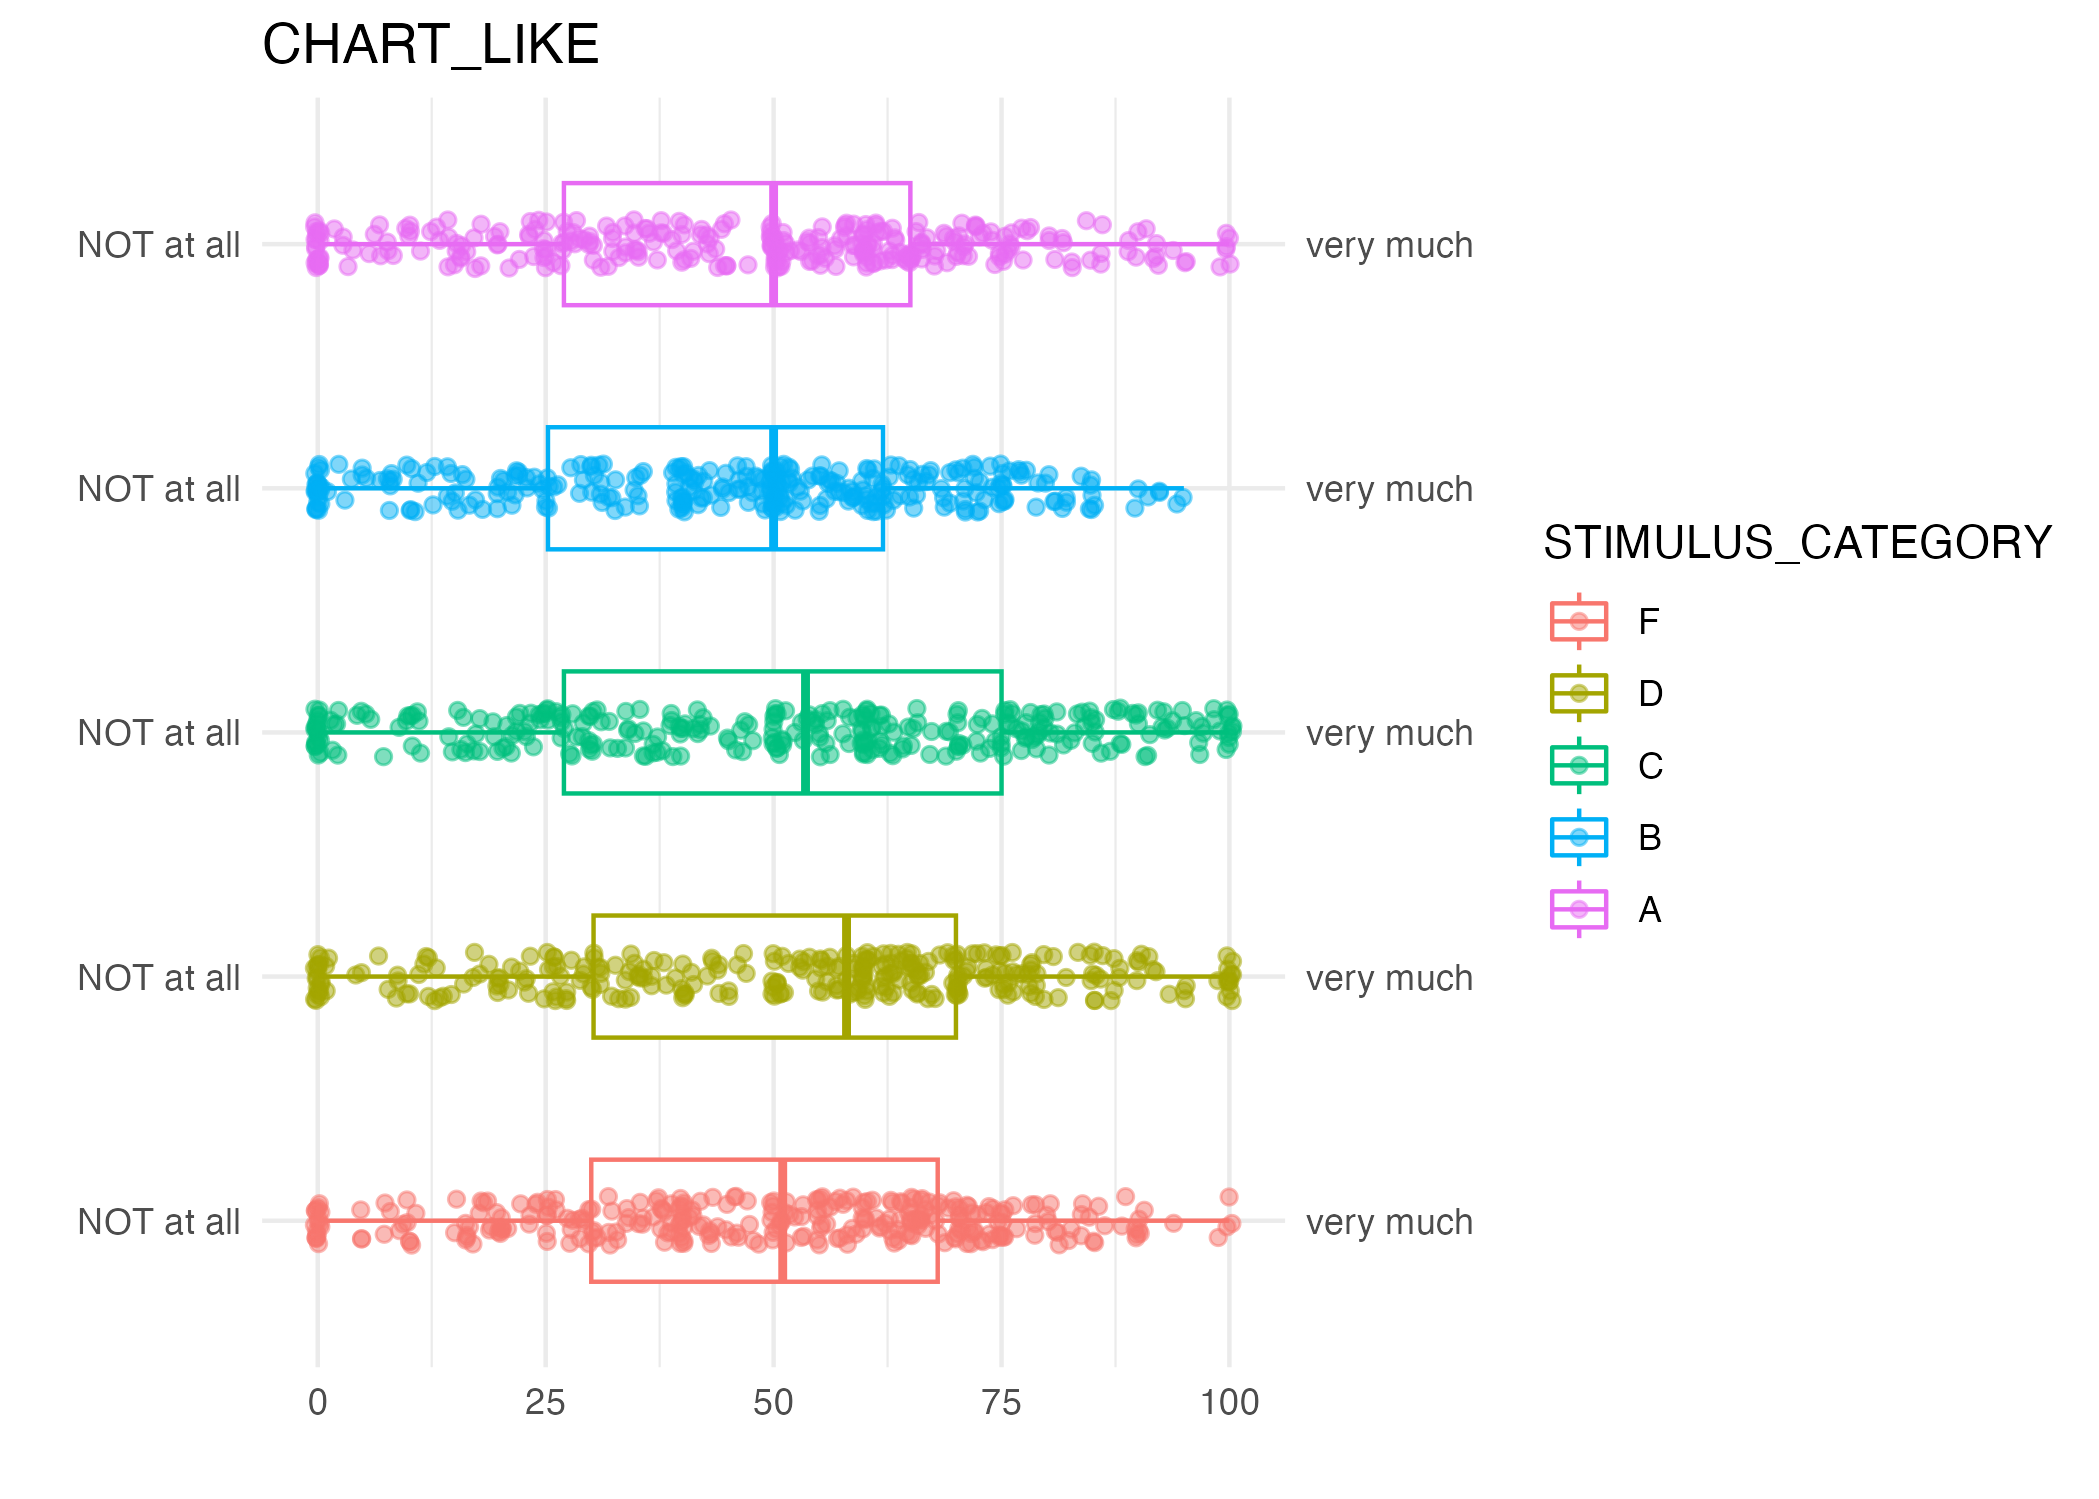 CHART_LIKE
NOT at all very much
NOT at all very much
NOT at all very much
NOT at all very much
NOT at all very much
0 25 50 75 100
STIMULUS_CATEGORY
F
D
C
B
A